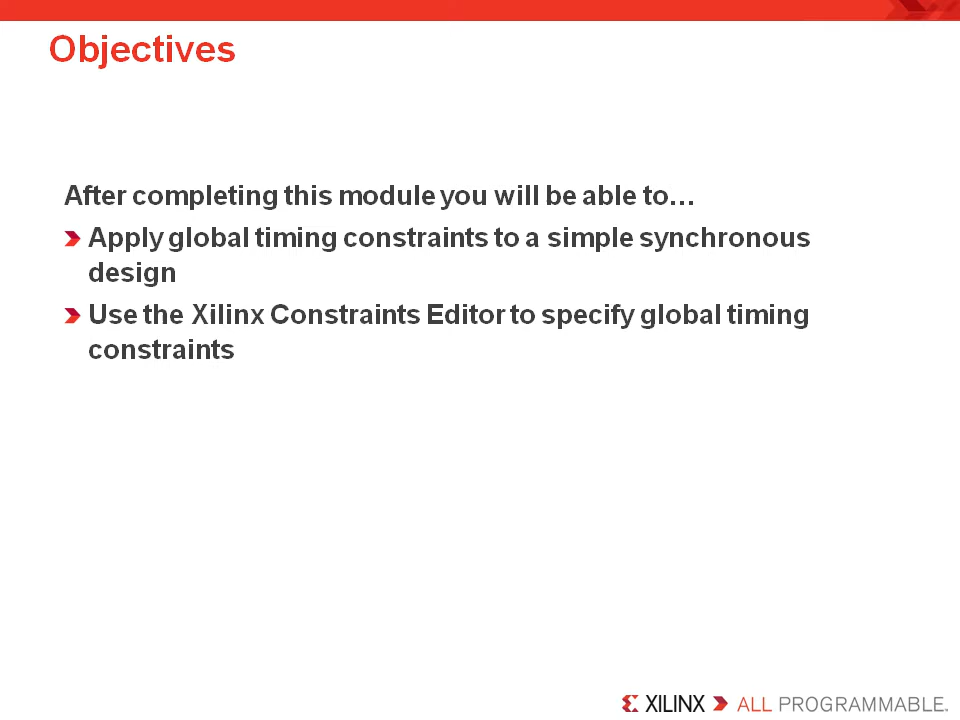 Objectives
After completing this module you will be able to…
Apply global timing constraints to a simple synchronous
design
Use the Xilinx Constraints Editor to specify global timing
constraints
XILINX ALL PROGRAMMABLE.